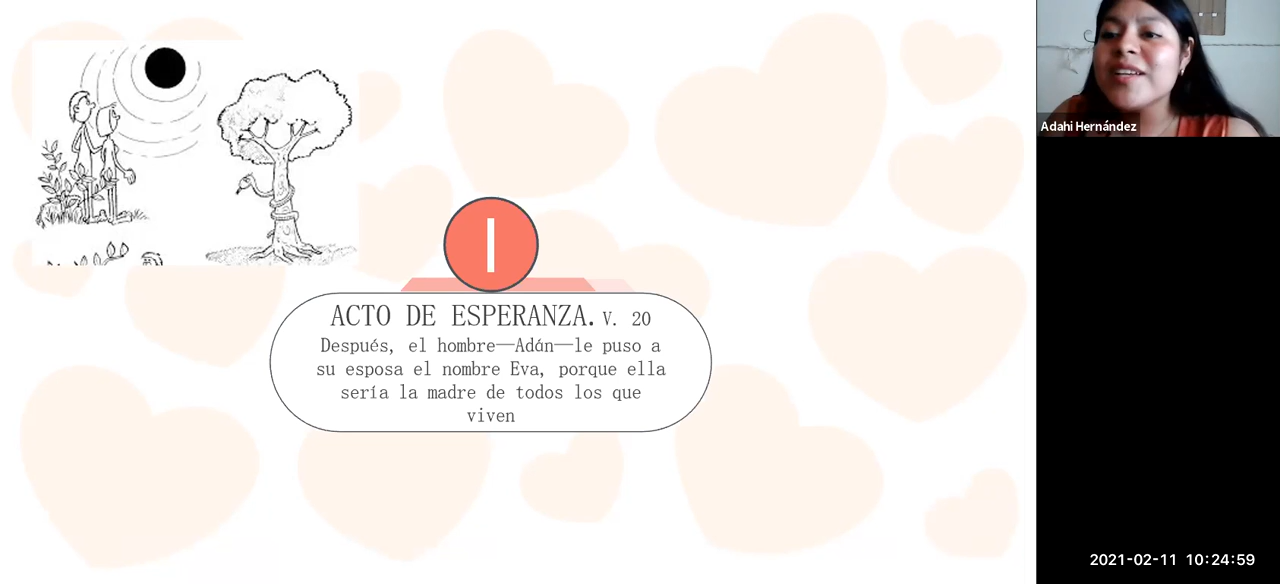 Adahi Hernández
I
ACTO DE ESPERANZA. V. 20
Después, el hombre—Adán—le puso a
su esposa el nombre Eva, porque ella
sería la madre de todos los que
viven
2021-02-11 10:24:59